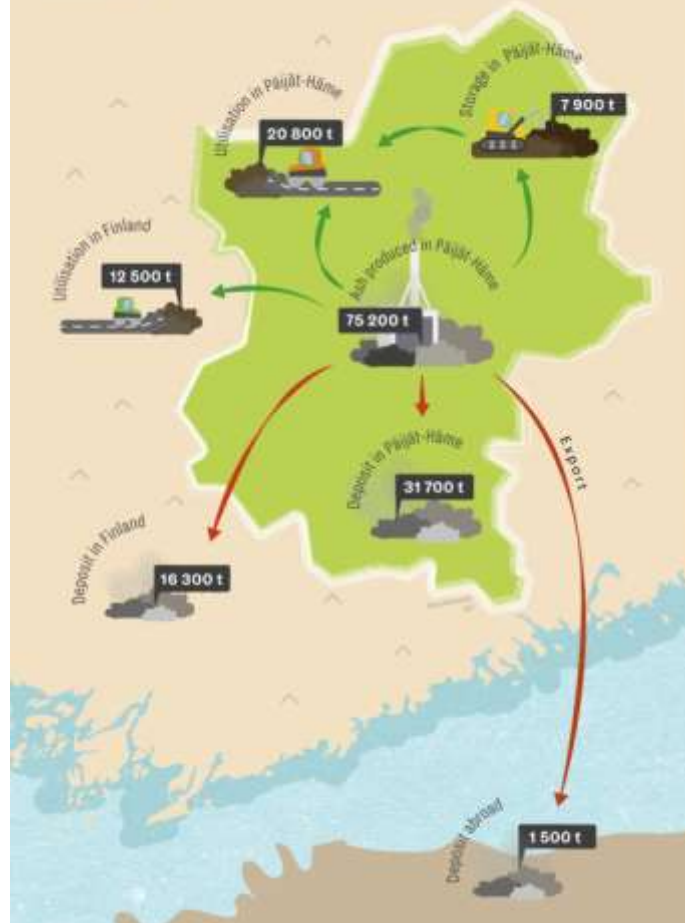 Utilisation in Päijät-Häme
20 800 t
Storage in Päijät-Häme
7 900 t
Utilisation in Finland
12 500 t
Ash produced in Päijät-Häme
75 200 t
Export
Deposit in Päijät-Häme
31 700 t
Deposit in Finland
16 300 t
Deposit abroad
1 500 t